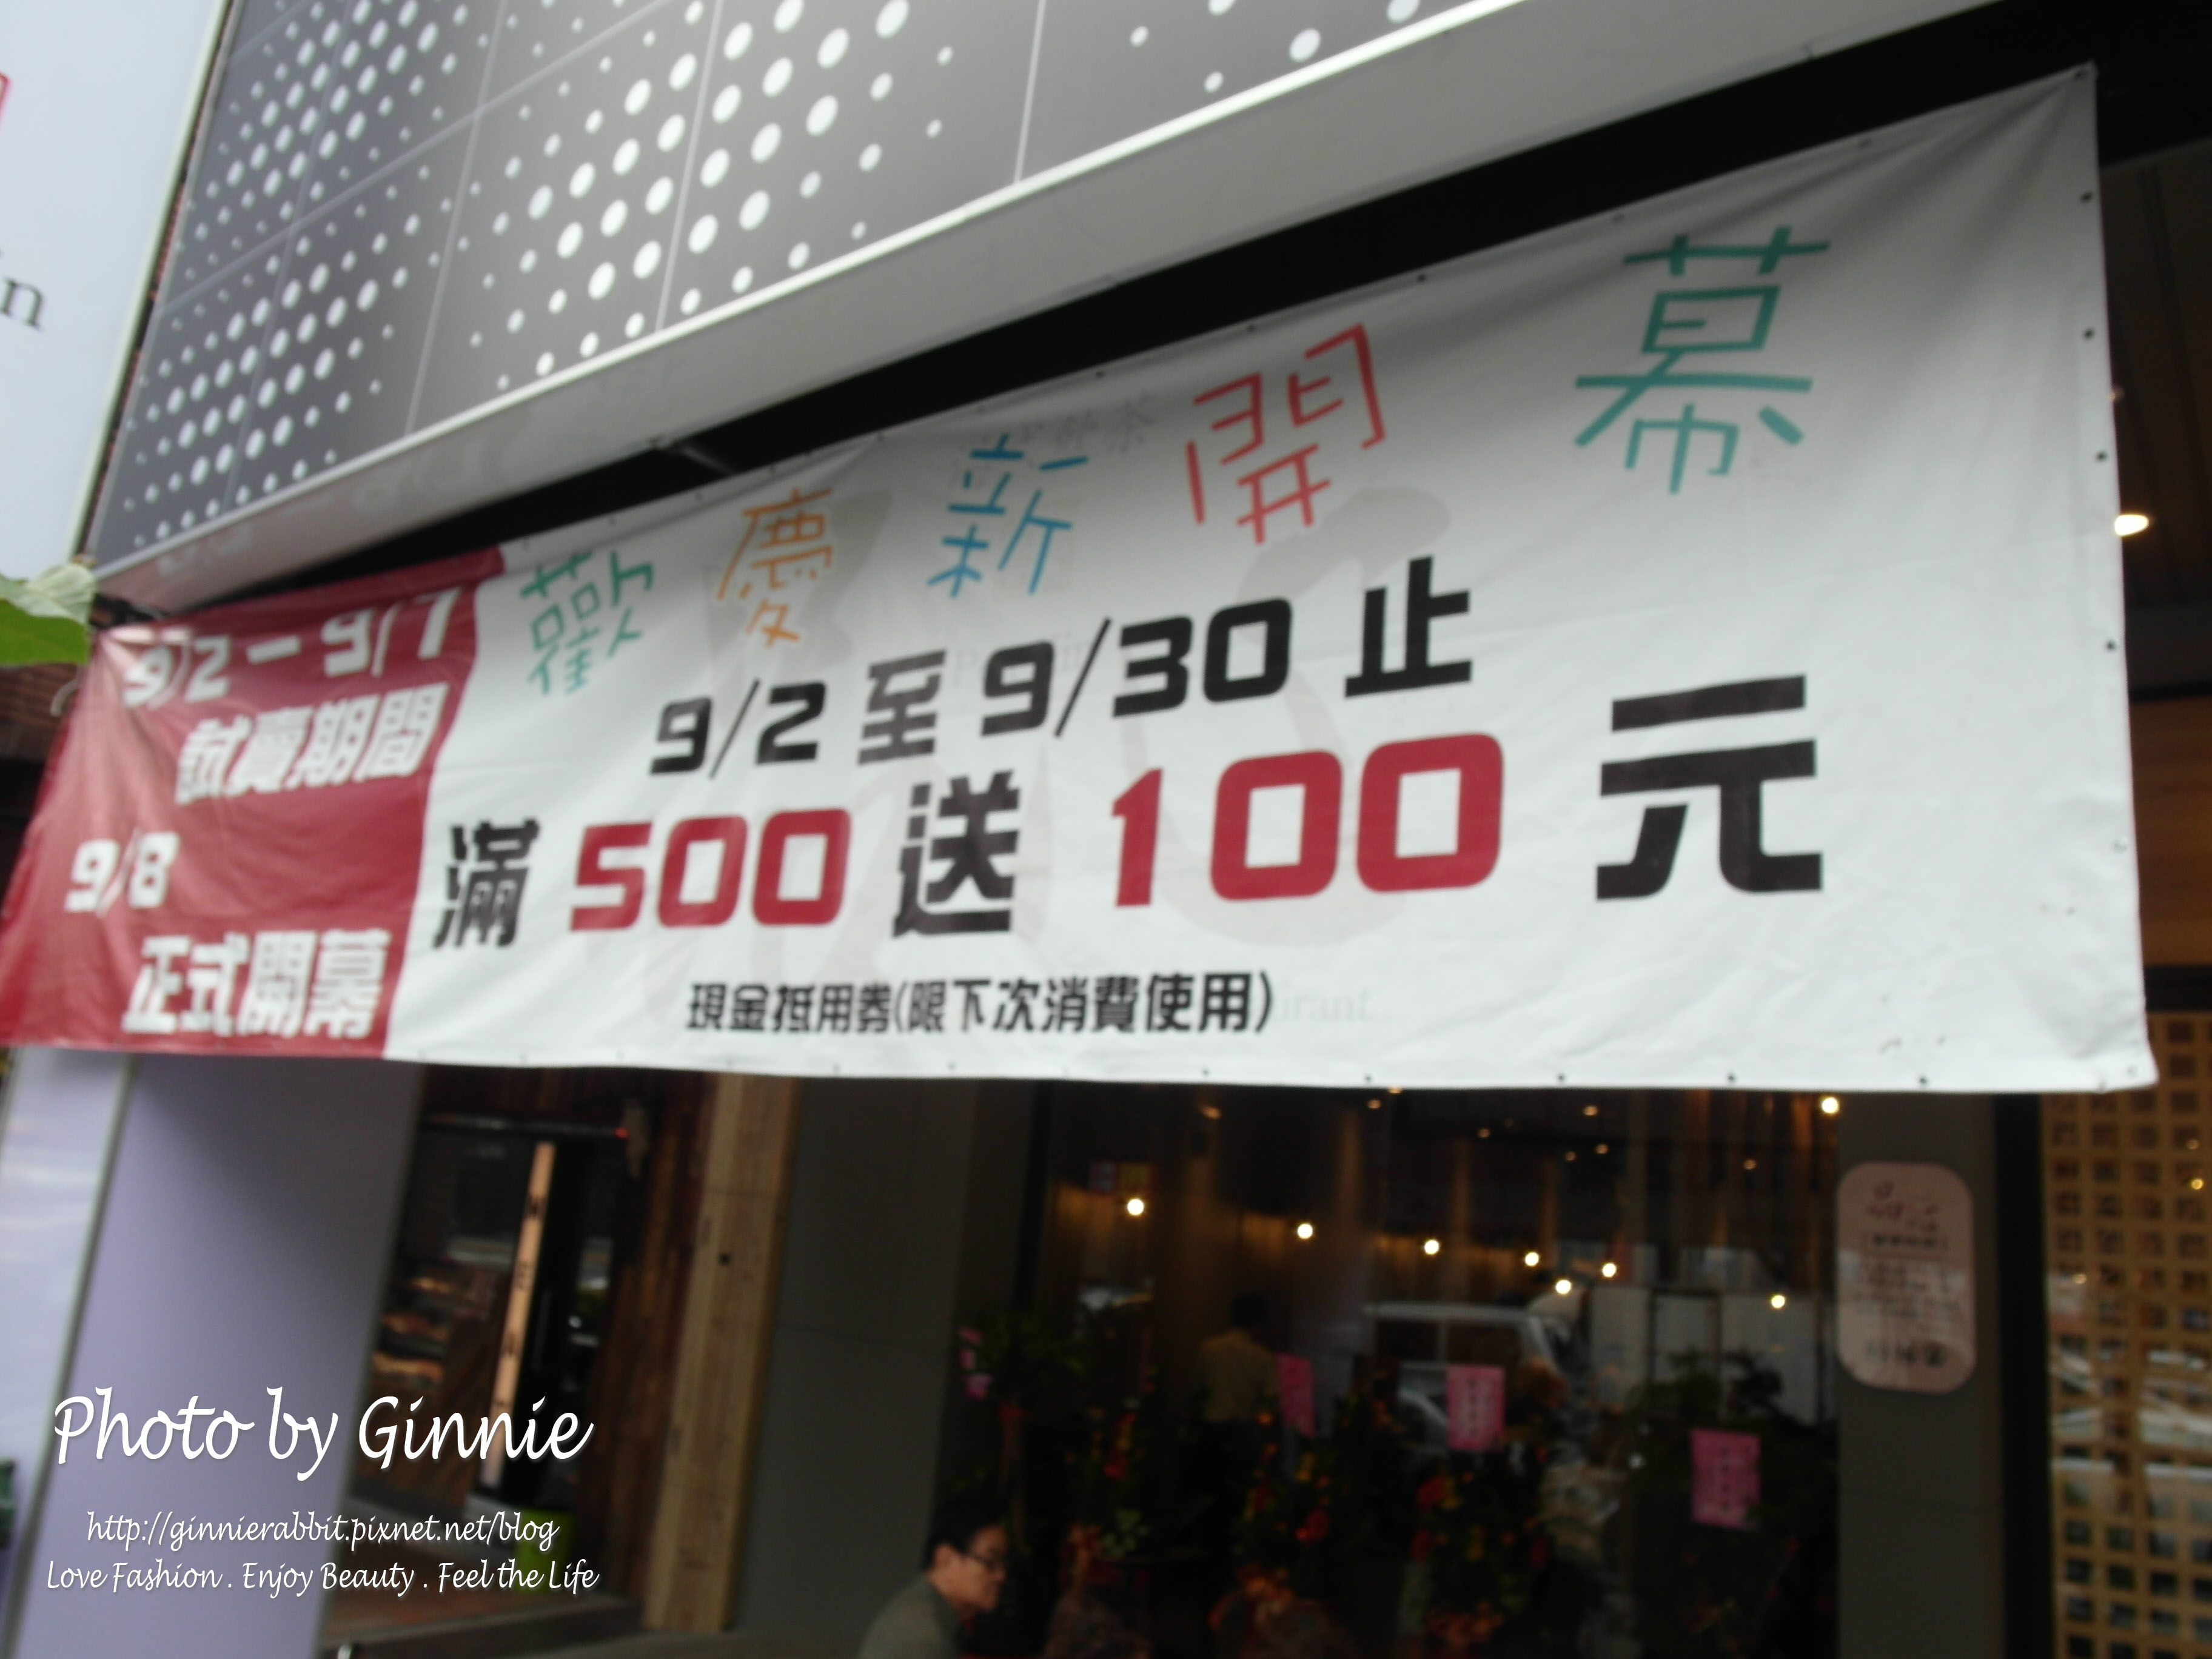 歡慶新開幕
9/2-9/7
試賣期間
9/8
正式開幕
9/2至9/30止
滿500送100元
現金抵用券(限下次消費使用)
Photo by Ginnie
http://ginnierabbit.pixnet.net/blog
Love Fashion . Enjoy Beauty . Feel the Life